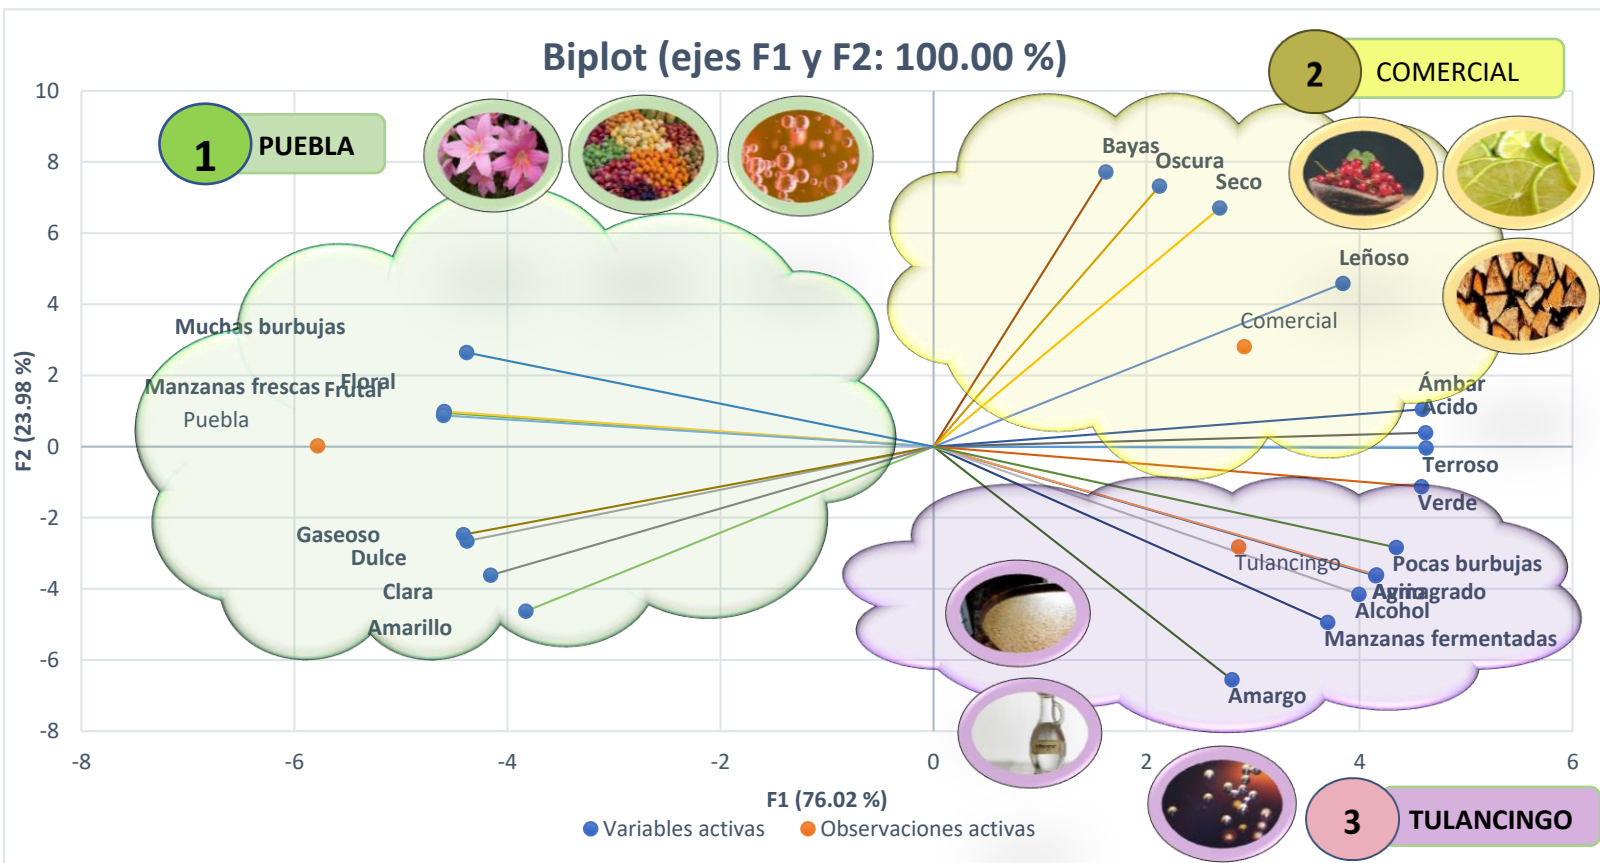 Biplot (ejes F1 y F2: 100.00 %)
2 COMERCIAL
1 PUEBLA
10
8
6
4
2
0
-2
-4
-6
-8
F2 (23.98 %)
Bayas
Oscura
Seco
Leñoso
Comercial
Muchas burbujas
Manzanas frescas
Floral
Frutal
Puebla
Ámbar
Ácido
Terroso
Verde
Gaseoso
Dulce
Clara
Amarillo
Tulancingo
Pocas burbujas
Avinagrado
Alcohol
Manzanas fermentadas
Amargo
-8 -6 -4 -2 0 2 4 6
F1 (76.02 %)
Variables activas Observaciones activas
3 TULANCINGO